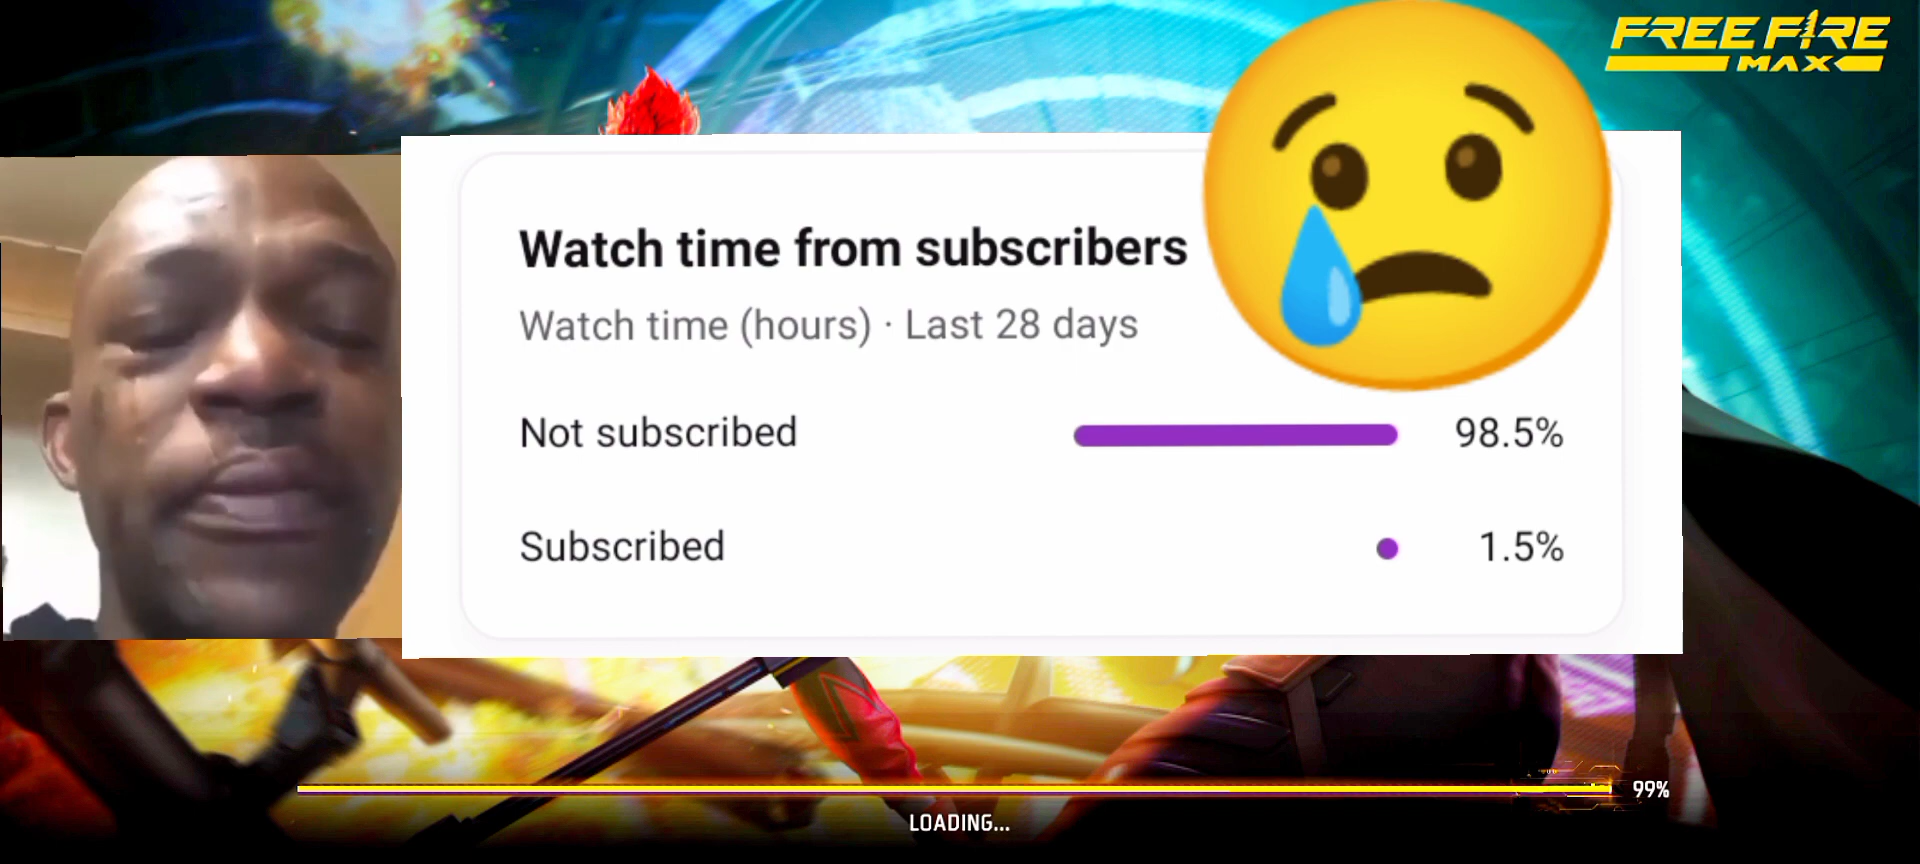 FREE FIRE
MAX
Watch time from subscribers
Watch time (hours) · Last 28 days
Not subscribed 98.5%
Subscribed 1.5%
99%
LOADING...